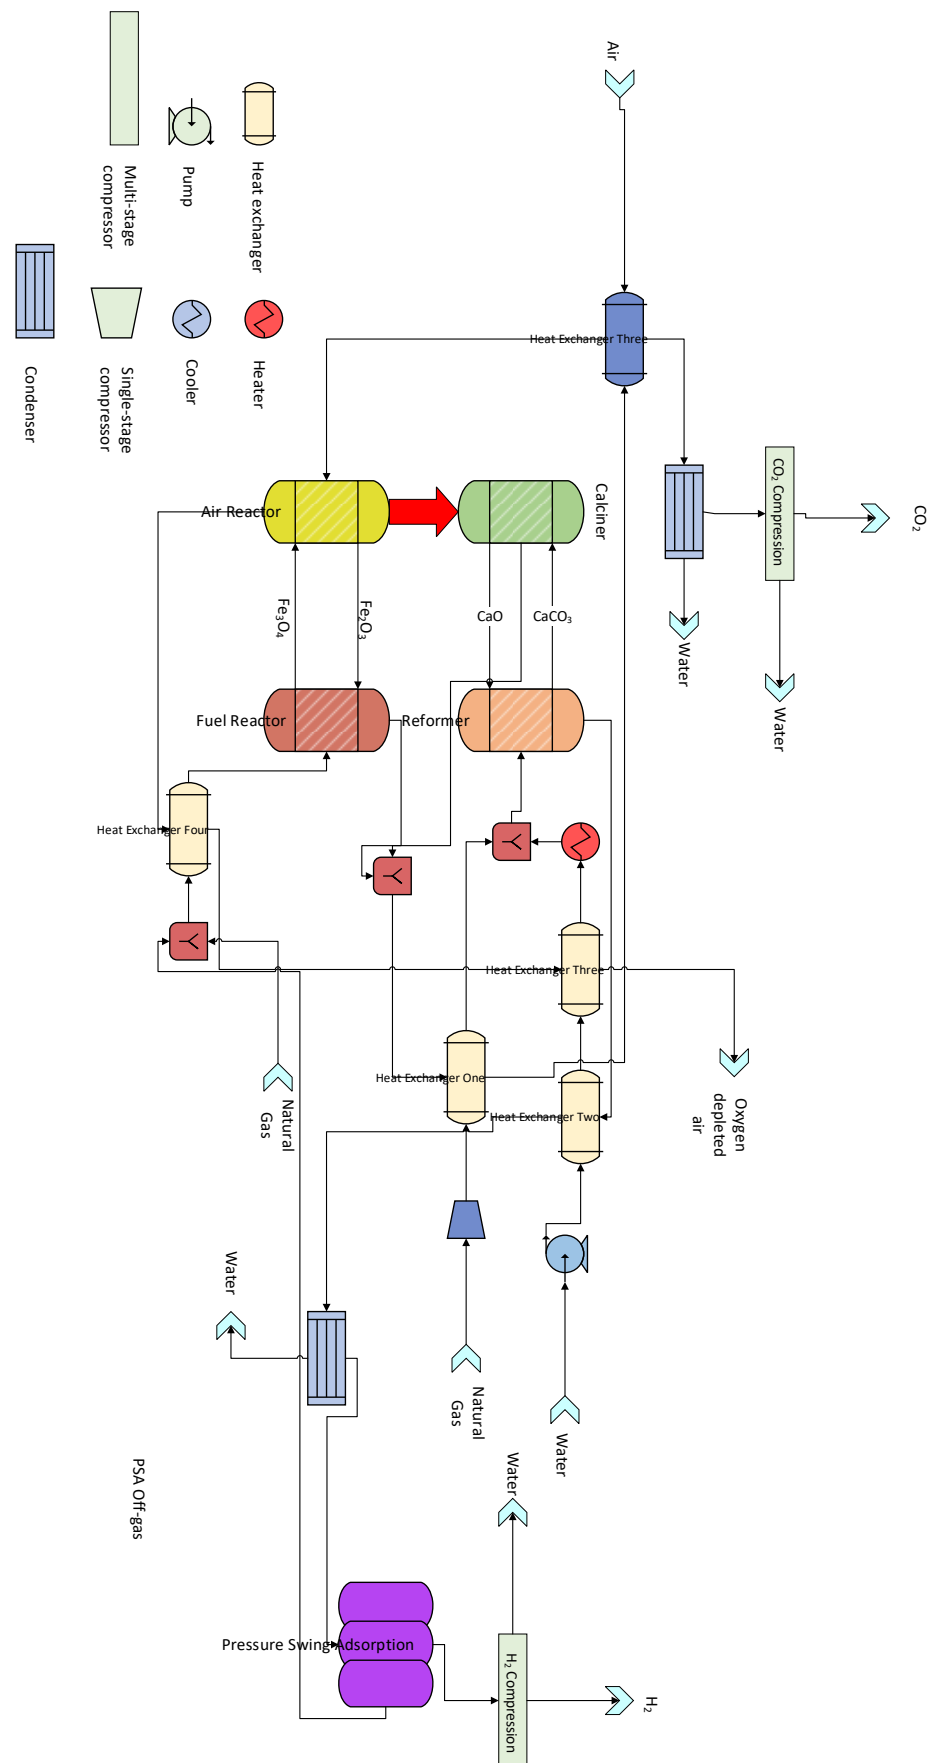 Air
CO₂
CO₂ Compression
Water
Water
Heat Exchanger Three
Multi-stage
compressor
Pump
Heat exchanger
Condenser
Single-stage
compressor
Cooler
Heater
Air Reactor
Calciner
Fe₃O₄
Fe₂O₃
CaO
CaCO₃
Fuel Reactor
Reformer
Heat Exchanger Four
Heat Exchanger Three
Heat Exchanger One
Heat Exchanger Two
Natural
Gas
Oxygen
depleted
air
Water
Natural
Gas
Water
Water
PSA Off-gas
Pressure Swing Adsorption
H₂ Compression
H₂